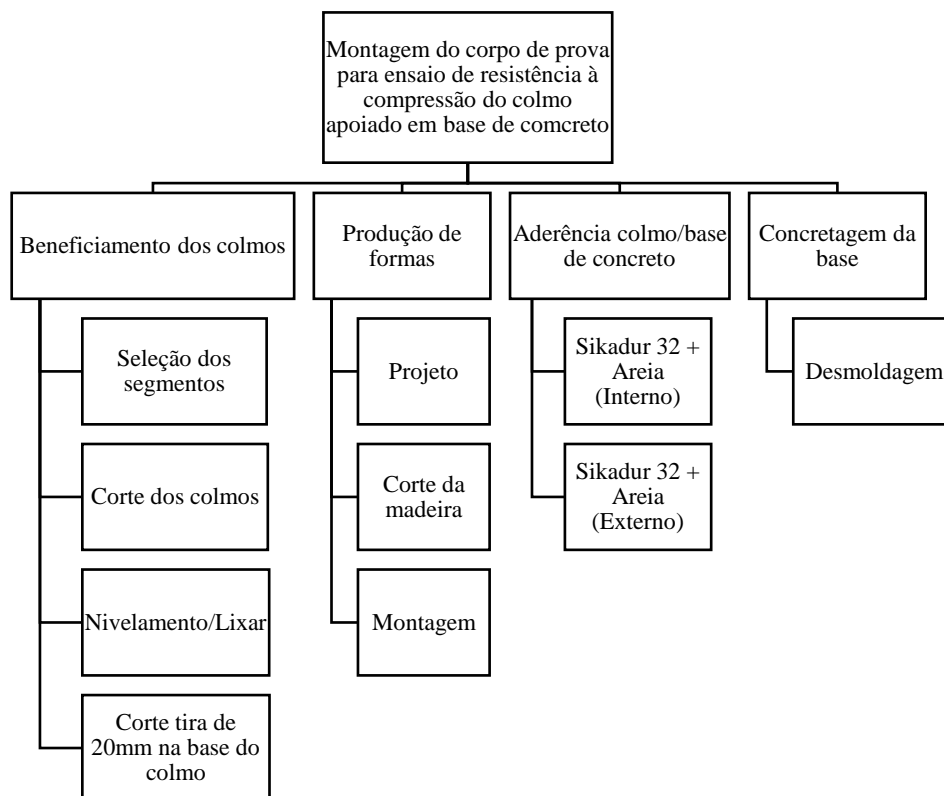 Montagem do corpo de prova
para ensaio de resistência à
compressão do colmo
apoiado em base de comcreto
Beneficiamento dos colmos
Seleção dos
segmentos
Corte dos colmos
Nivelamento/Lixar
Corte tira de
20mm na base do
colmo
Produção de
formas
Projeto
Corte da
madeira
Montagem
Aderência colmo/base
de concreto
Sikadur 32 +
Areia
(Interno)
Sikadur 32 +
Areia
(Externo)
Concretagem da
base
Desmoldagem